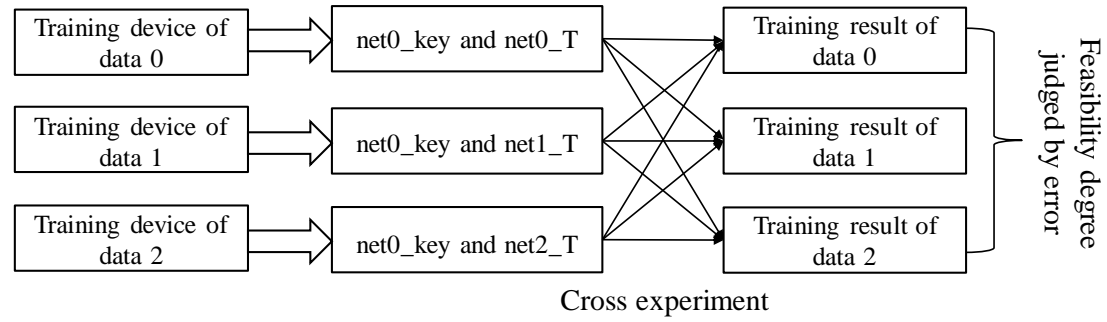 Training device of
data 0
net0_key and net0_T
Training result of
data 0
Training device of
data 1
net0_key and net1_T
Training result of
data 1
Training device of
data 2
net0_key and net2_T
Training result of
data 2
Feasibility degree
judged by error
Cross experiment